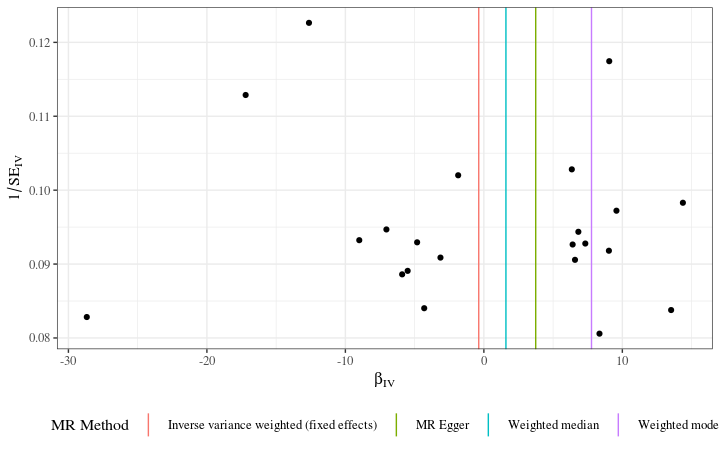 0.12
0.11
0.10
0.09
0.08
1/SE_IV
-30 -20 -10 0 10
β_IV
MR Method Inverse variance weighted (fixed effects) MR Egger Weighted median Weighted mode